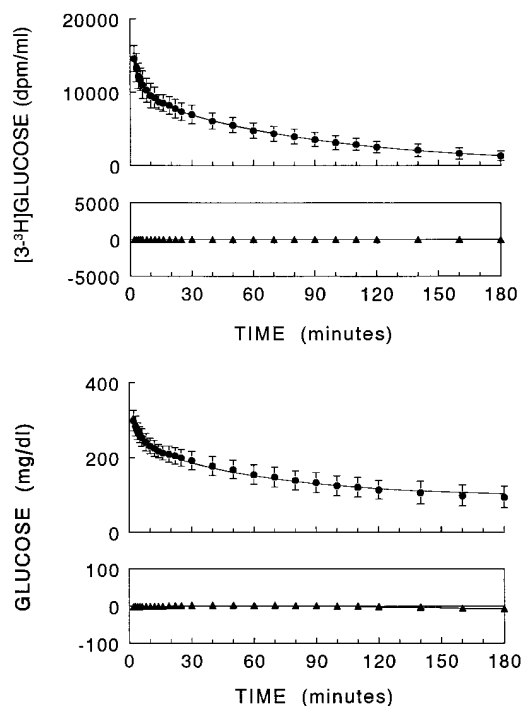 [3-³H]GLUCOSE (dpm/ml)
20000
10000
0
5000
0
-5000
0 30 60 90 120 150 180
TIME (minutes)
GLUCOSE (mg/dl)
400
200
0
100
0
-100
0 30 60 90 120 150 180
TIME (minutes)